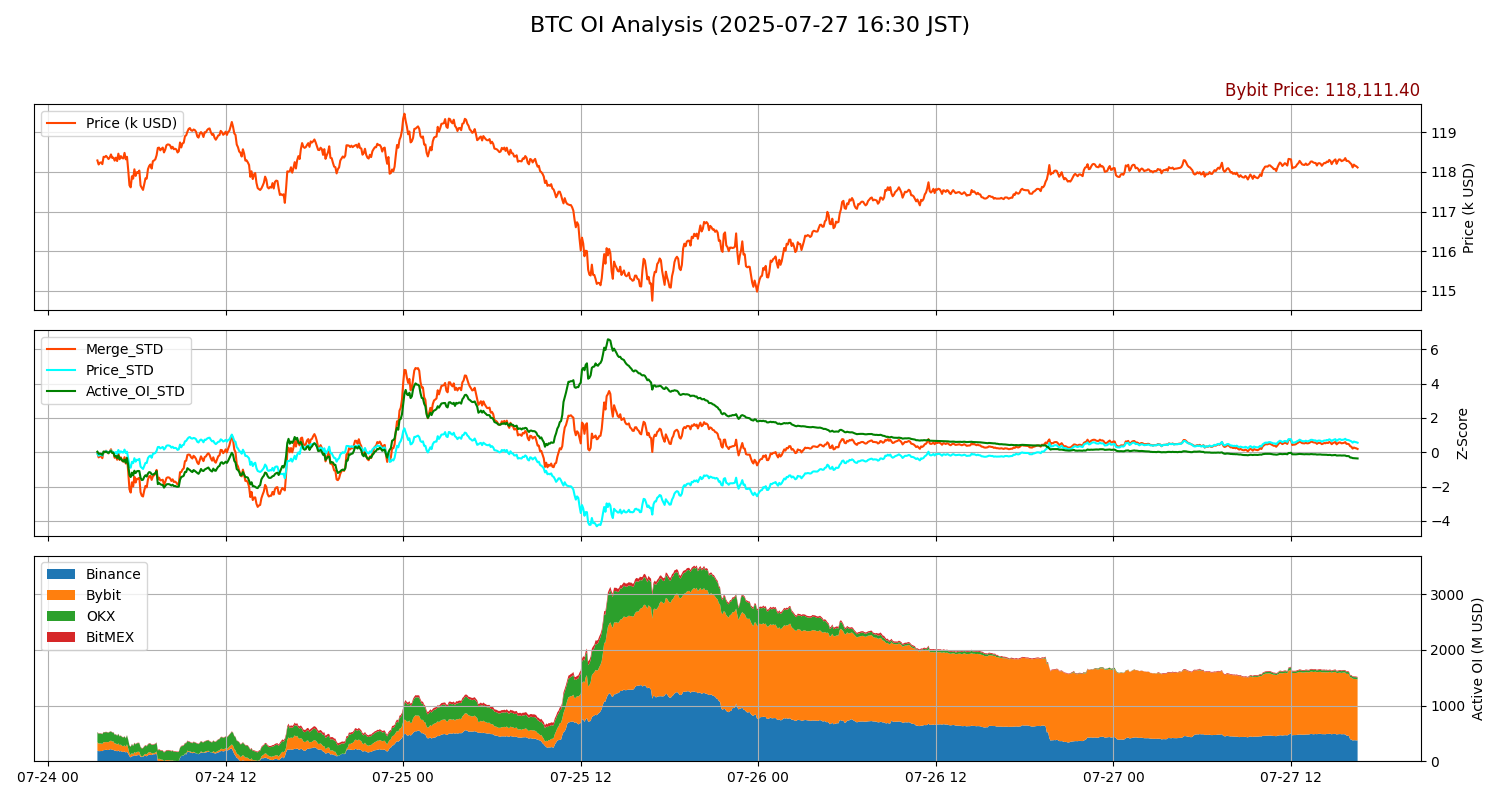 BTC OI Analysis (2025-07-27 16:30 JST)
Bybit Price: 118,111.40
Price (k USD)
119
118
117
116
115
Price (k USD)
Merge_STD
Price_STD
Active_OI_STD
6
4
2
0
−2
−4
Z-Score
Binance
Bybit
OKX
BitMEX
3000
2000
1000
0
Active OI (M USD)
07-24 00
07-24 12
07-25 00
07-25 12
07-26 00
07-26 12
07-27 00
07-27 12